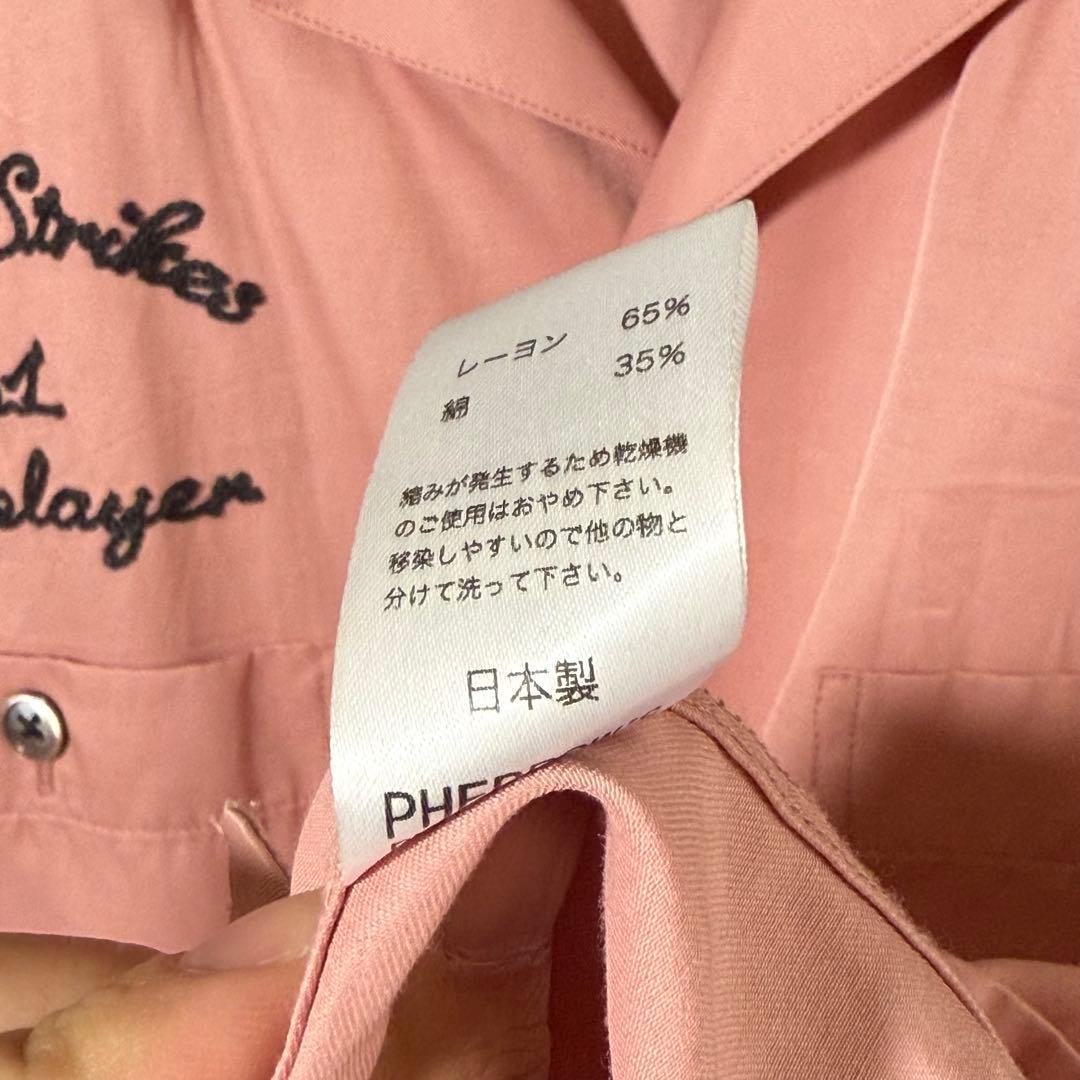 Strikes
1
player
レーヨン 65%
綿 35%
縮みが発生するため乾燥機
のご使用はおやめ下さい。
移染しやすいので他の物と
分けて洗って下さい。
日本製